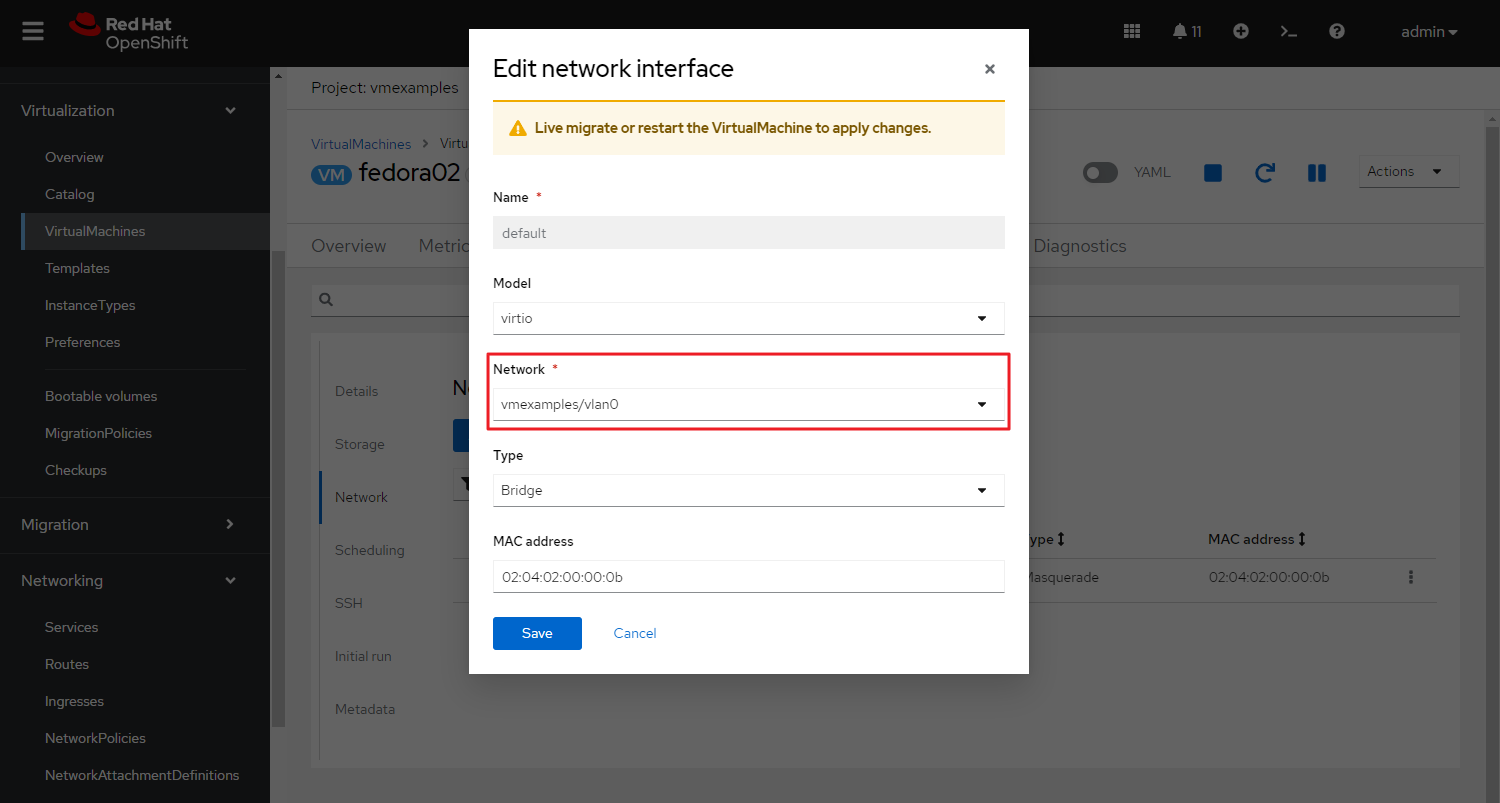 Red Hat
OpenShift
11
admin
Virtualization
Overview
Catalog
VirtualMachines
Templates
InstanceTypes
Preferences
Bootable volumes
MigrationPolicies
Checkups
Migration
Networking
Services
Routes
Ingresses
NetworkPolicies
NetworkAttachmentDefinitions
Project: vmexamples
VirtualMachines > Virtu
VM fedora02
YAML
Actions
Overview
Metric
Diagnostics
Details
Storage
Network
Scheduling
SSH
Initial run
Metadata
ype
MAC address
Masquerade
02:04:02:00:00:0b
Edit network interface
Live migrate or restart the VirtualMachine to apply changes.
Name *
default
Model
virtio
Network *
vmexamples/vlan0
Type
Bridge
MAC address
02:04:02:00:00:0b
Save
Cancel